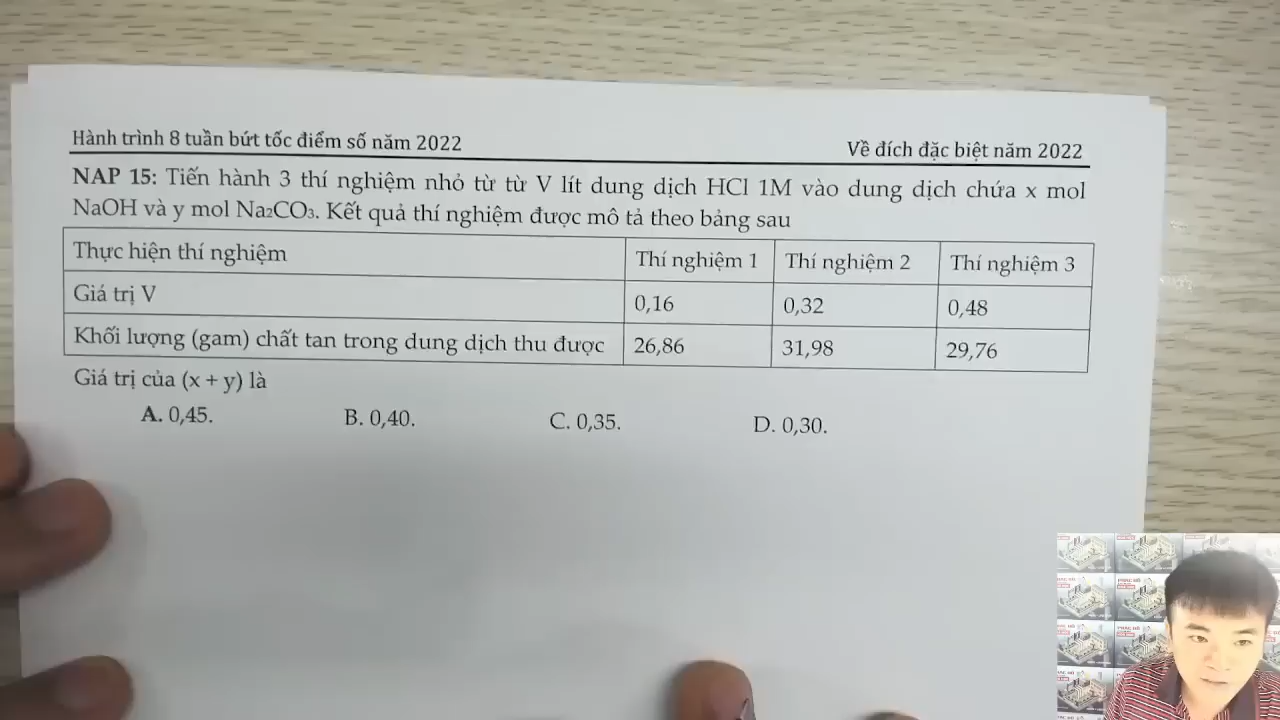 Hành trình 8 tuần bứt tốc điểm số năm 2022
Về đích đặc biệt năm 2022
NAP 15: Tiến hành 3 thí nghiệm nhỏ từ từ V lít dung dịch HCl 1M vào dung dịch chứa x mol
NaOH và y mol Na₂CO₃. Kết quả thí nghiệm được mô tả theo bảng sau
Thực hiện thí nghiệm Thí nghiệm 1 Thí nghiệm 2 Thí nghiệm 3
Giá trị V 0,16 0,32 0,48
Khối lượng (gam) chất tan trong dung dịch thu được 26,86 31,98 29,76
Giá trị của (x + y) là
A. 0,45. B. 0,40. C. 0,35. D. 0,30.